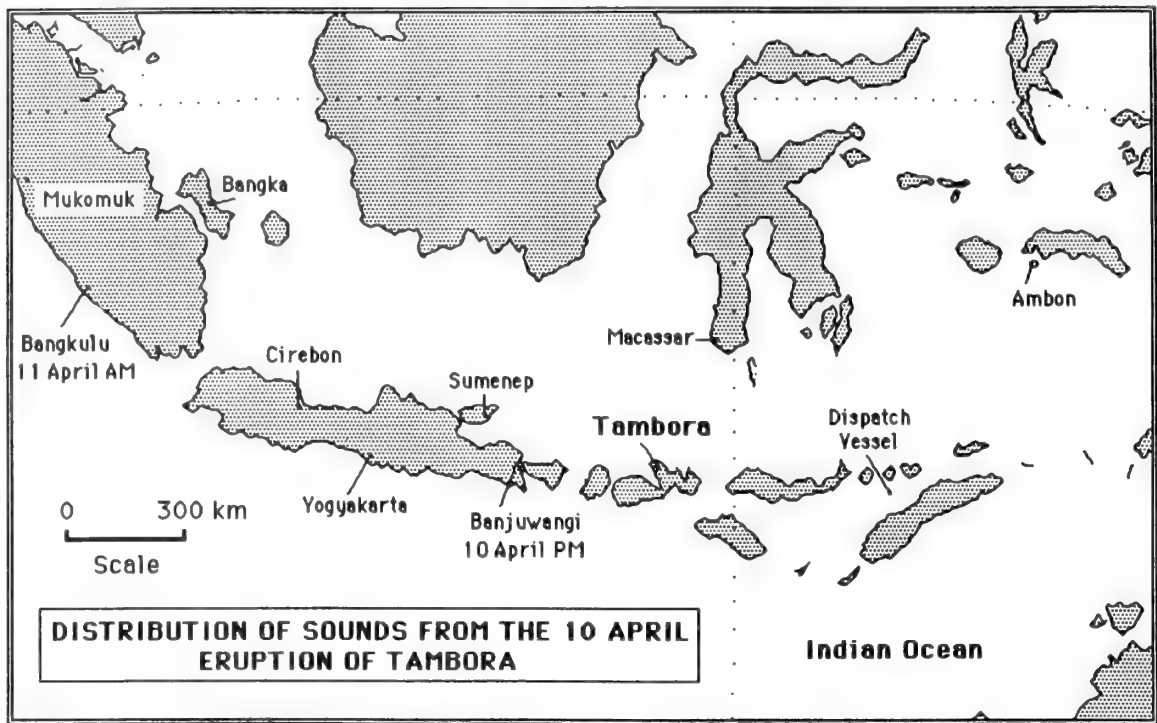 Mukomuk
Bangka
Ambon
Bangkulu
11 April AM
Macassar
Cirebon
Sumenep
Tambora
Dispatch
Vessel
0 300 km
Scale
Yogyakarta
Banjuwangi
10 April PM
DISTRIBUTION OF SOUNDS FROM THE 10 APRIL
ERUPTION OF TAMBORA
Indian Ocean